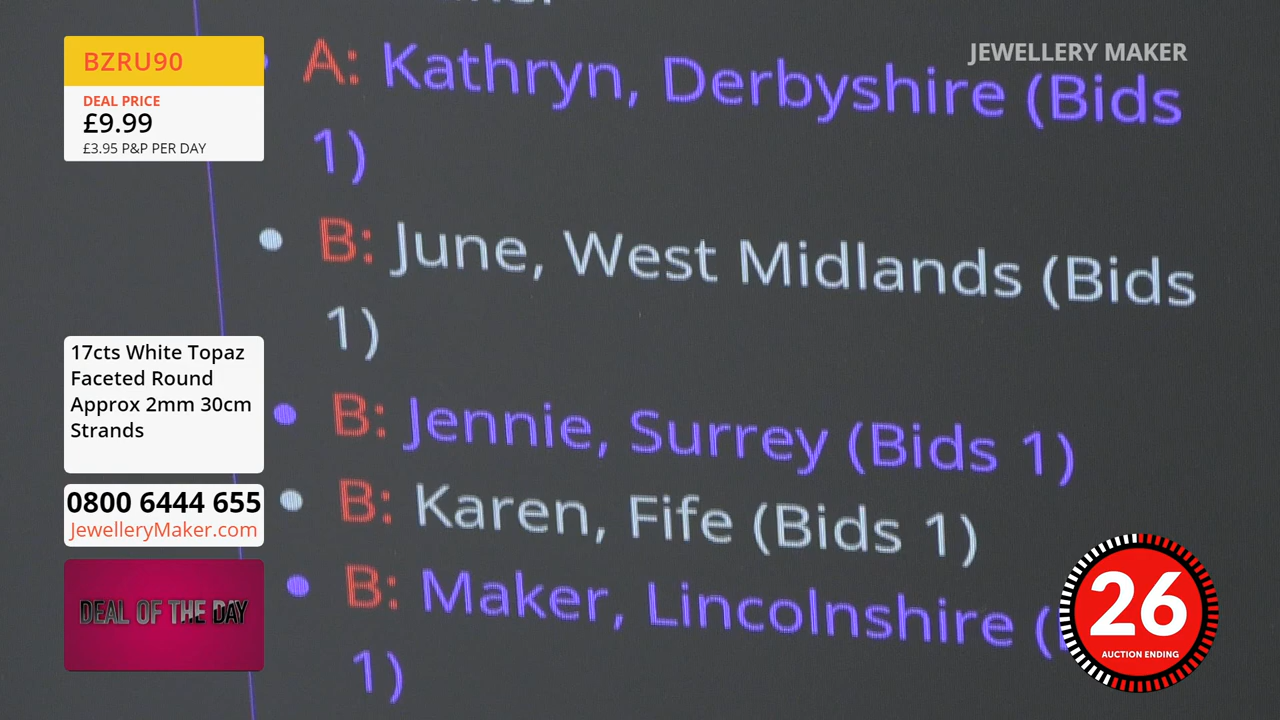 BZRU90
DEAL PRICE
£9.99
£3.95 P&P PER DAY
JEWELLERY MAKER
A: Kathryn, Derbyshire (Bids
1)
• B: June, West Midlands (Bids
1)
• B: Jennie, Surrey (Bids 1)
• B: Karen, Fife (Bids 1)
• B: Maker, Lincolnshire (
1)
17cts White Topaz
Faceted Round
Approx 2mm 30cm
Strands
0800 6444 655
JewelleryMaker.com
DEAL OF THE DAY
26
AUCTION ENDING